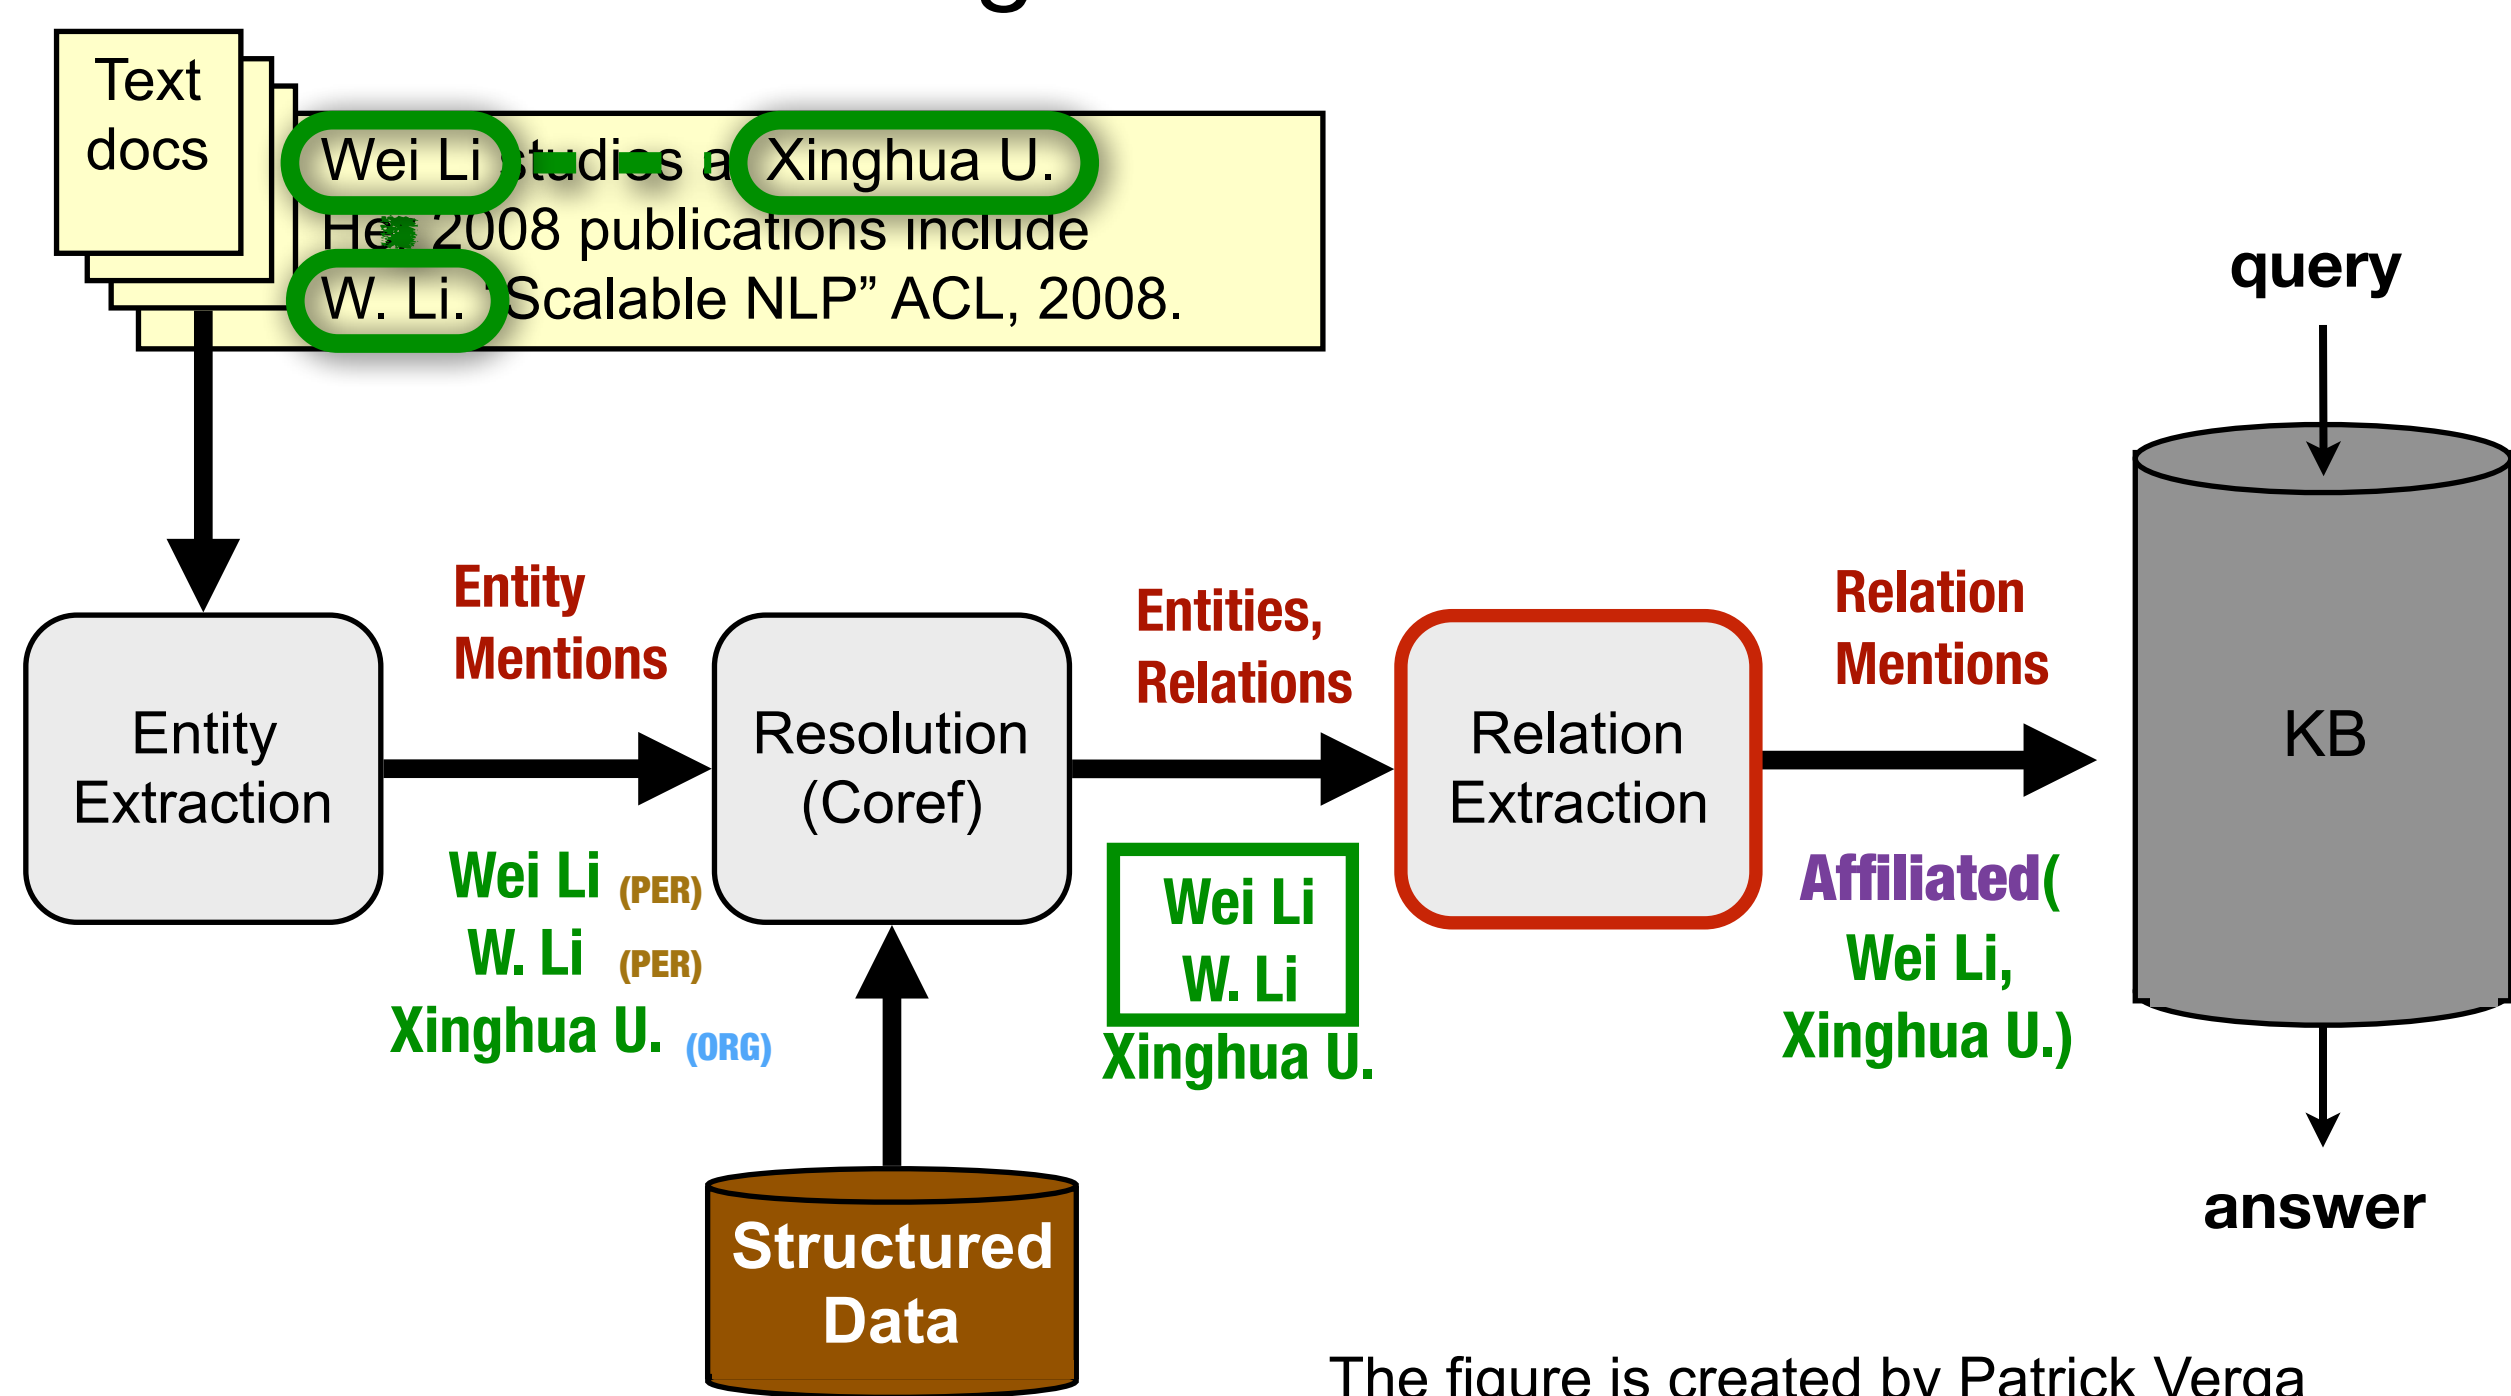 Text
docs
Wei Li studies a Xinghua U.
Her 2008 publications include
W. Li. "Scalable NLP” ACL, 2008.
query
Entity
Mentions
Entities,
Relations
Relation
Mentions
Entity
Extraction
Resolution
(Coref)
Relation
Extraction
KB
Wei Li (PER)
W. Li (PER)
Xinghua U. (ORG)
Wei Li
W. Li
Xinghua U.
Affiliated(
Wei Li,
Xinghua U.)
answer
Structured
Data
The figure is created by Patrick Verga